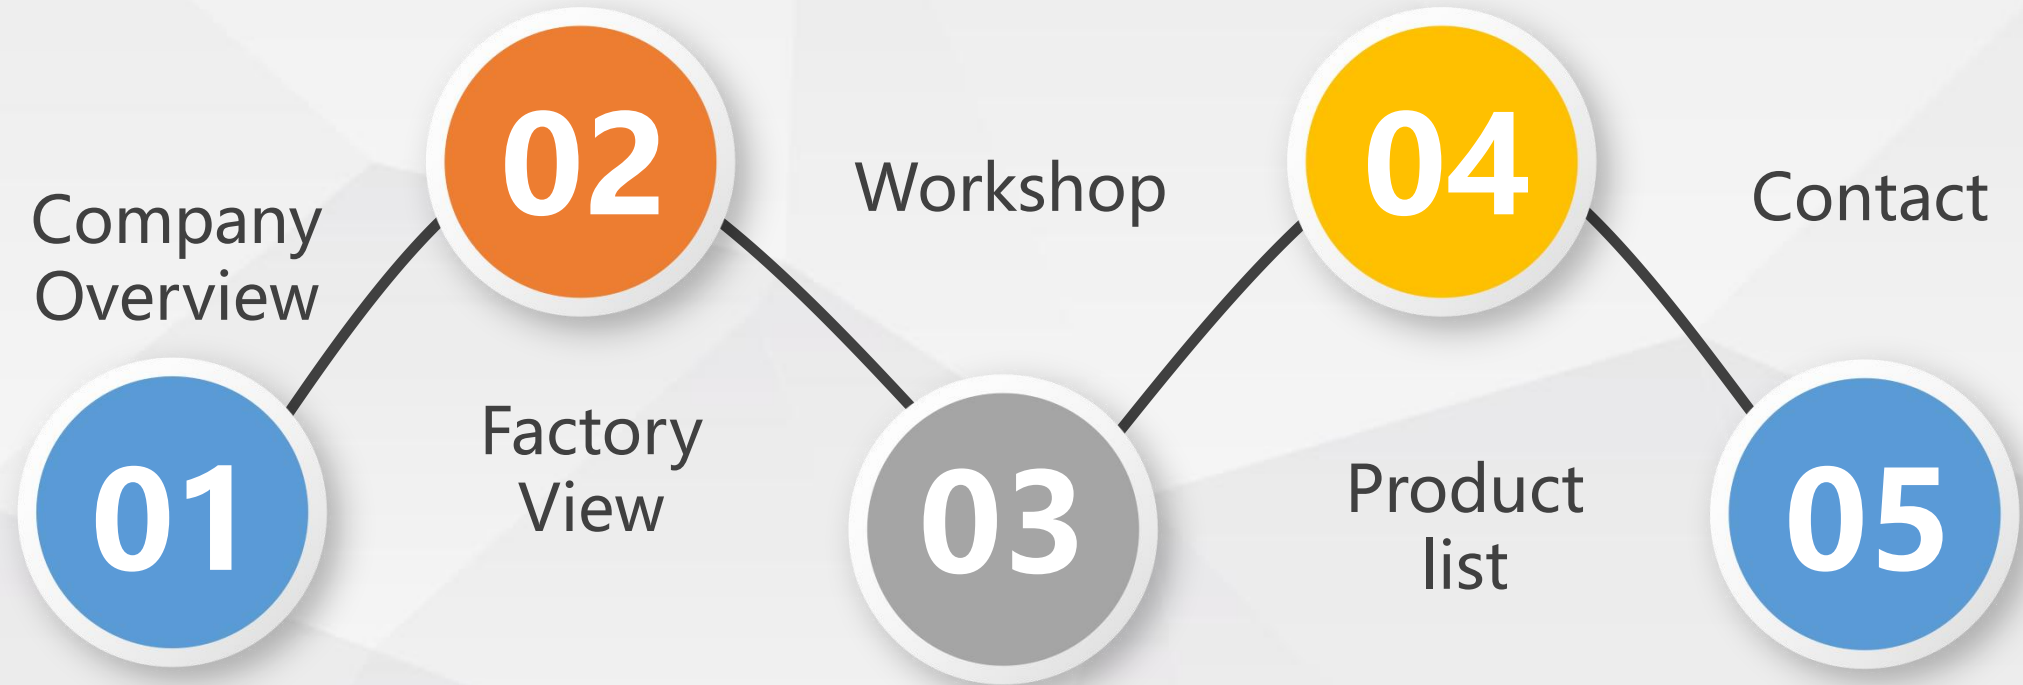 01
Company
Overview
02
Factory
View
03
Workshop
04
Product
list
05
Contact